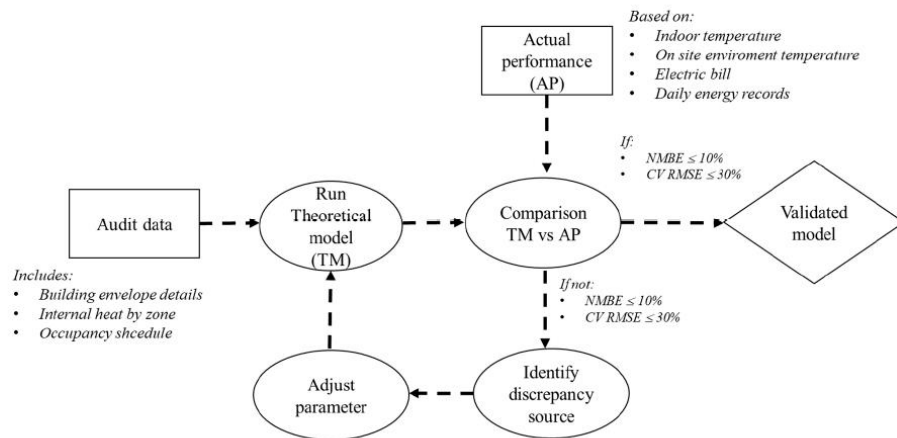 Actual
performance
(AP)
Based on:
• Indoor temperature
• On site enviroment temperature
• Electric bill
• Daily energy records
If:
• NMBE ≤ 10%
• CV RMSE ≤ 30%
Audit data
Run
Theoretical
model
(TM)
Comparison
TM vs AP
Validated
model
Includes:
• Building envelope details
• Internal heat by zone
• Occupancy shcedule
If not:
• NMBE ≤ 10%
• CV RMSE ≤ 30%
Adjust
parameter
Identify
discrepancy
source